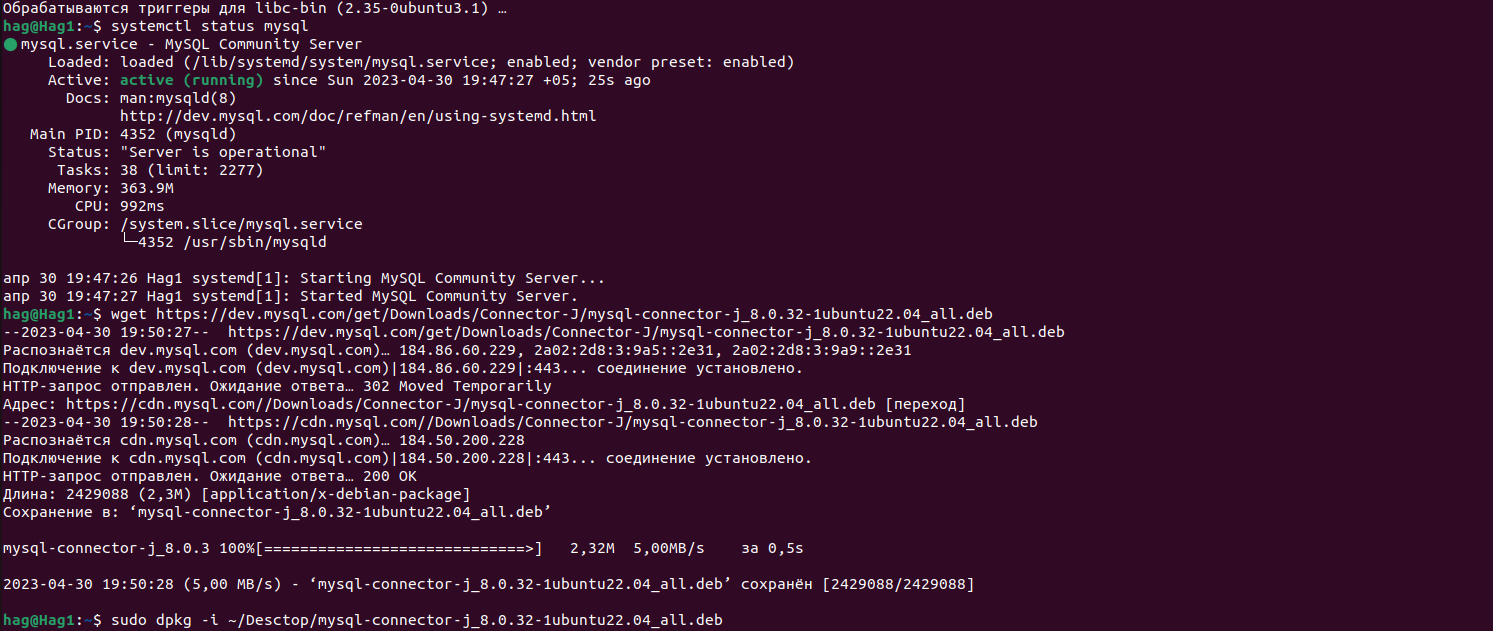 Обрабатываются триггеры для libc-bin (2.35-0ubuntu3.1) …
hag@Hag1:~$ systemctl status mysql
mysql.service - MySQL Community Server
Loaded: loaded (/lib/systemd/system/mysql.service; enabled; vendor preset: enabled)
Active: active (running) since Sun 2023-04-30 19:47:27 +05; 25s ago
Docs: man:mysqld(8)
http://dev.mysql.com/doc/refman/en/using-systemd.html
Main PID: 4352 (mysqld)
Status: "Server is operational"
Tasks: 38 (limit: 2277)
Memory: 363.9M
CPU: 992ms
CGroup: /system.slice/mysql.service
└─4352 /usr/sbin/mysqld
апр 30 19:47:26 Hag1 systemd[1]: Starting MySQL Community Server...
апр 30 19:47:27 Hag1 systemd[1]: Started MySQL Community Server.
hag@Hag1:~$ wget https://dev.mysql.com/get/Downloads/Connector-J/mysql-connector-j_8.0.32-1ubuntu22.04_all.deb
--2023-04-30 19:50:27--  https://dev.mysql.com/get/Downloads/Connector-J/mysql-connector-j_8.0.32-1ubuntu22.04_all.deb
Распознаётся dev.mysql.com (dev.mysql.com)… 184.86.60.229, 2a02:2d8:3:9a5::2e31, 2a02:2d8:3:9a9::2e31
Подключение к dev.mysql.com (dev.mysql.com)|184.86.60.229|:443... соединение установлено.
HTTP-запрос отправлен. Ожидание ответа… 302 Moved Temporarily
Адрес: https://cdn.mysql.com//Downloads/Connector-J/mysql-connector-j_8.0.32-1ubuntu22.04_all.deb [переход]
--2023-04-30 19:50:28--  https://cdn.mysql.com//Downloads/Connector-J/mysql-connector-j_8.0.32-1ubuntu22.04_all.deb
Распознаётся cdn.mysql.com (cdn.mysql.com)… 184.50.200.228
Подключение к cdn.mysql.com (cdn.mysql.com)|184.50.200.228|:443... соединение установлено.
HTTP-запрос отправлен. Ожидание ответа… 200 OK
Длина: 2429088 (2,3M) [application/x-debian-package]
Сохранение в: ‘mysql-connector-j_8.0.32-1ubuntu22.04_all.deb’
mysql-connector-j_8.0.3 100%[=============================>]   2,32M  5,00MB/s    за 0,5s
2023-04-30 19:50:28 (5,00 MB/s) - ‘mysql-connector-j_8.0.32-1ubuntu22.04_all.deb’ сохранён [2429088/2429088]
hag@Hag1:~$ sudo dpkg -i ~/Desctop/mysql-connector-j_8.0.32-1ubuntu22.04_all.deb